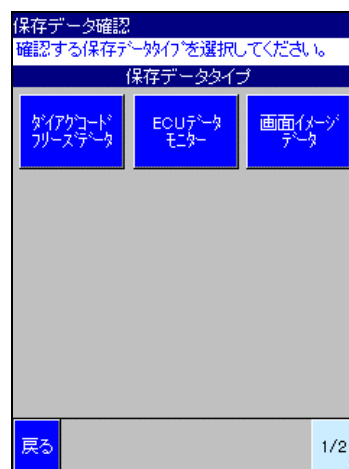 保存データ確認
確認する保存ﾃﾞｰﾀﾀｲﾌﾟを選択してください。
保存データタイプ
ﾀﾞｲｱｸﾞｺｰﾄﾞ
ﾌﾘｰｽﾞﾃﾞｰﾀ
ECUﾃﾞｰﾀ
ﾓﾆﾀｰ
画面ｲﾒｰｼﾞ
ﾃﾞｰﾀ
戻る
1/2